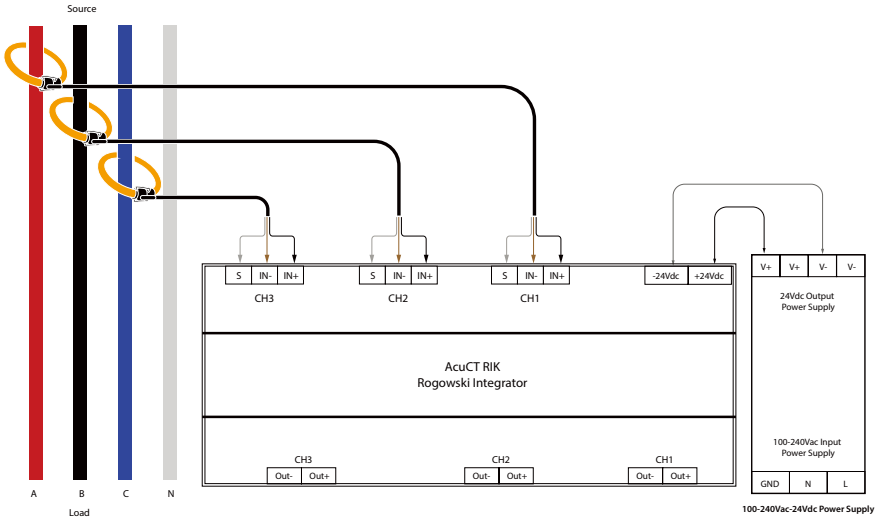 Source
S IN- IN+
CH3
S IN- IN+
CH2
S IN- IN+
CH1
-24Vdc +24Vdc
V+ V+ V- V-
24Vdc Output
Power Supply
AcuCT RIK
Rogowski Integrator
100-240Vac Input
Power Supply
CH3
Out- Out+
CH2
Out- Out+
CH1
Out- Out+
GND N L
100-240Vac-24Vdc Power Supply
A B C N
Load